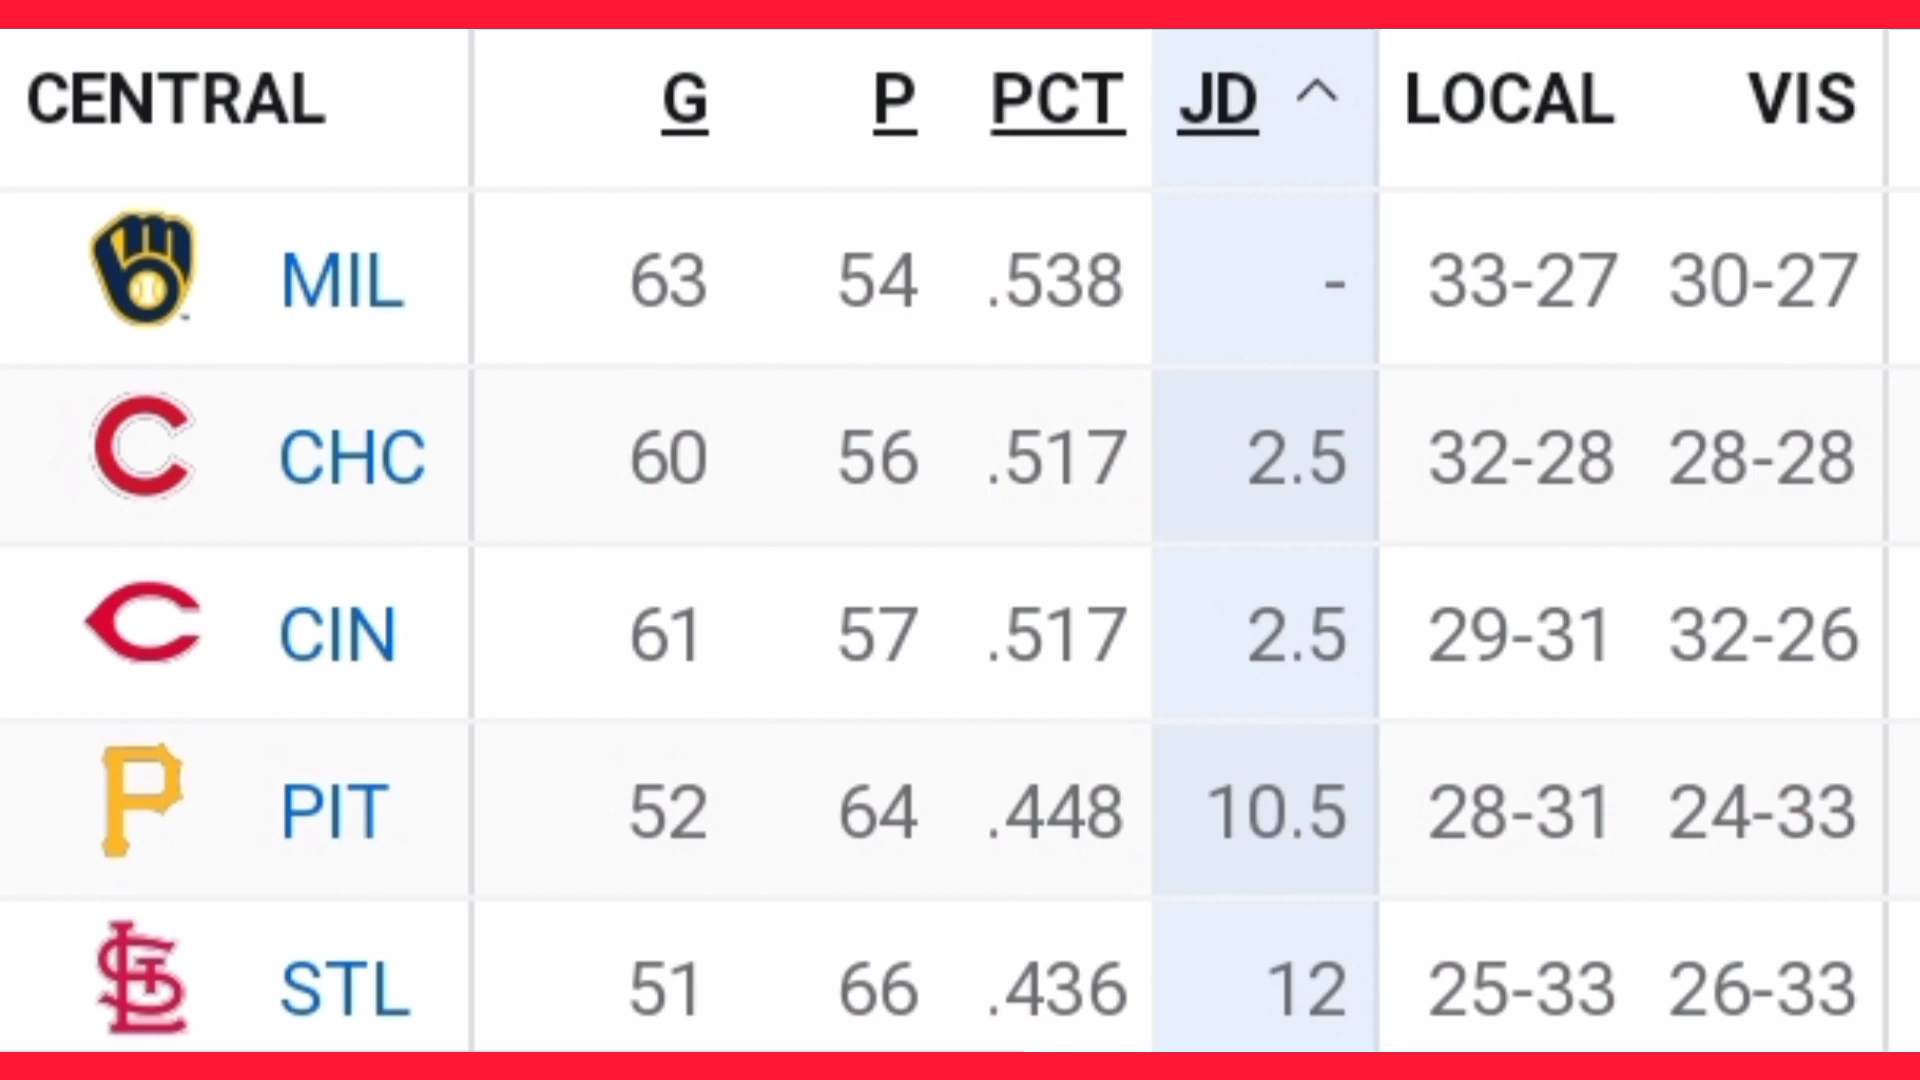 CENTRAL G P PCT JD LOCAL VIS
MIL 63 54 .538 - 33-27 30-27
C CHC 60 56 .517 2.5 32-28 28-28
C CIN 61 57 .517 2.5 29-31 32-26
P PIT 52 64 .448 10.5 28-31 24-33
STL STL 51 66 .436 12 25-33 26-33